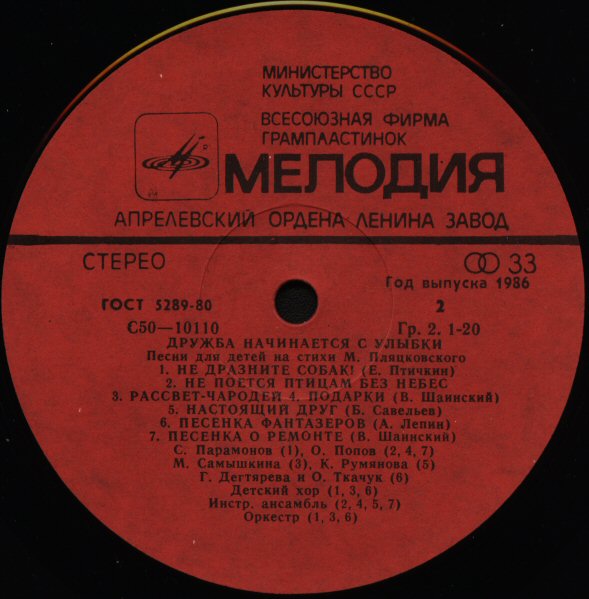 МИНИСТЕРСТВО
КУЛЬТУРЫ СССР
ВСЕСОЮЗНАЯ ФИРМА
ГРАМПЛАСТИНОК
МЕЛОДИЯ
АПРЕЛЕВСКИЙ ОРДЕНА ЛЕНИНА ЗАВОД
СТЕРЕО
33
Год выпуска 1986
ГОСТ 5289-80
2
С50—10110
Гр. 2. 1-20
ДРУЖБА НАЧИНАЕТСЯ С УЛЫБКИ
Песни для детей на стихи М. Пляцковского
1. НЕ ДРАЗНИТЕ СОБАК! (Е. Птичкин)
2. НЕ ПОЕТСЯ ПТИЦАМ БЕЗ НЕБЕС
3. РАССВЕТ-ЧАРОДЕЙ 4. ПОДАРКИ (В. Шаинский)
5. НАСТОЯЩИЙ ДРУГ (Б. Савельев)
6. ПЕСЕНКА ФАНТАЗЕРОВ (А. Лепин)
7. ПЕСЕНКА О РЕМОНТЕ (В. Шаинский)
С. Парамонов (1), О. Попов (2, 4, 7)
М. Самышкина (3), К. Румянова (5)
Г. Дегтярева и О. Ткачук (6)
Детский хор (1, 3, 6)
Инстр. ансамбль (2, 4, 5, 7)
Оркестр (1, 3, 6)